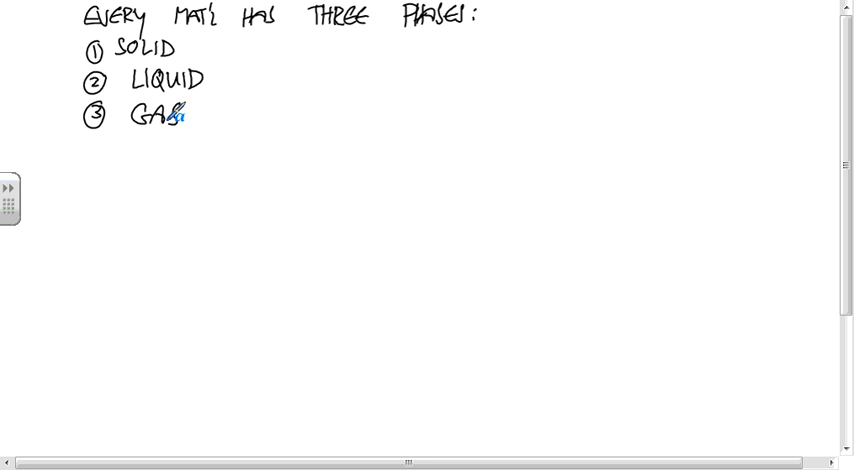 EVERY MAT'L HAS THREE PHASES:
① SOLID
② LIQUID
③ GAS